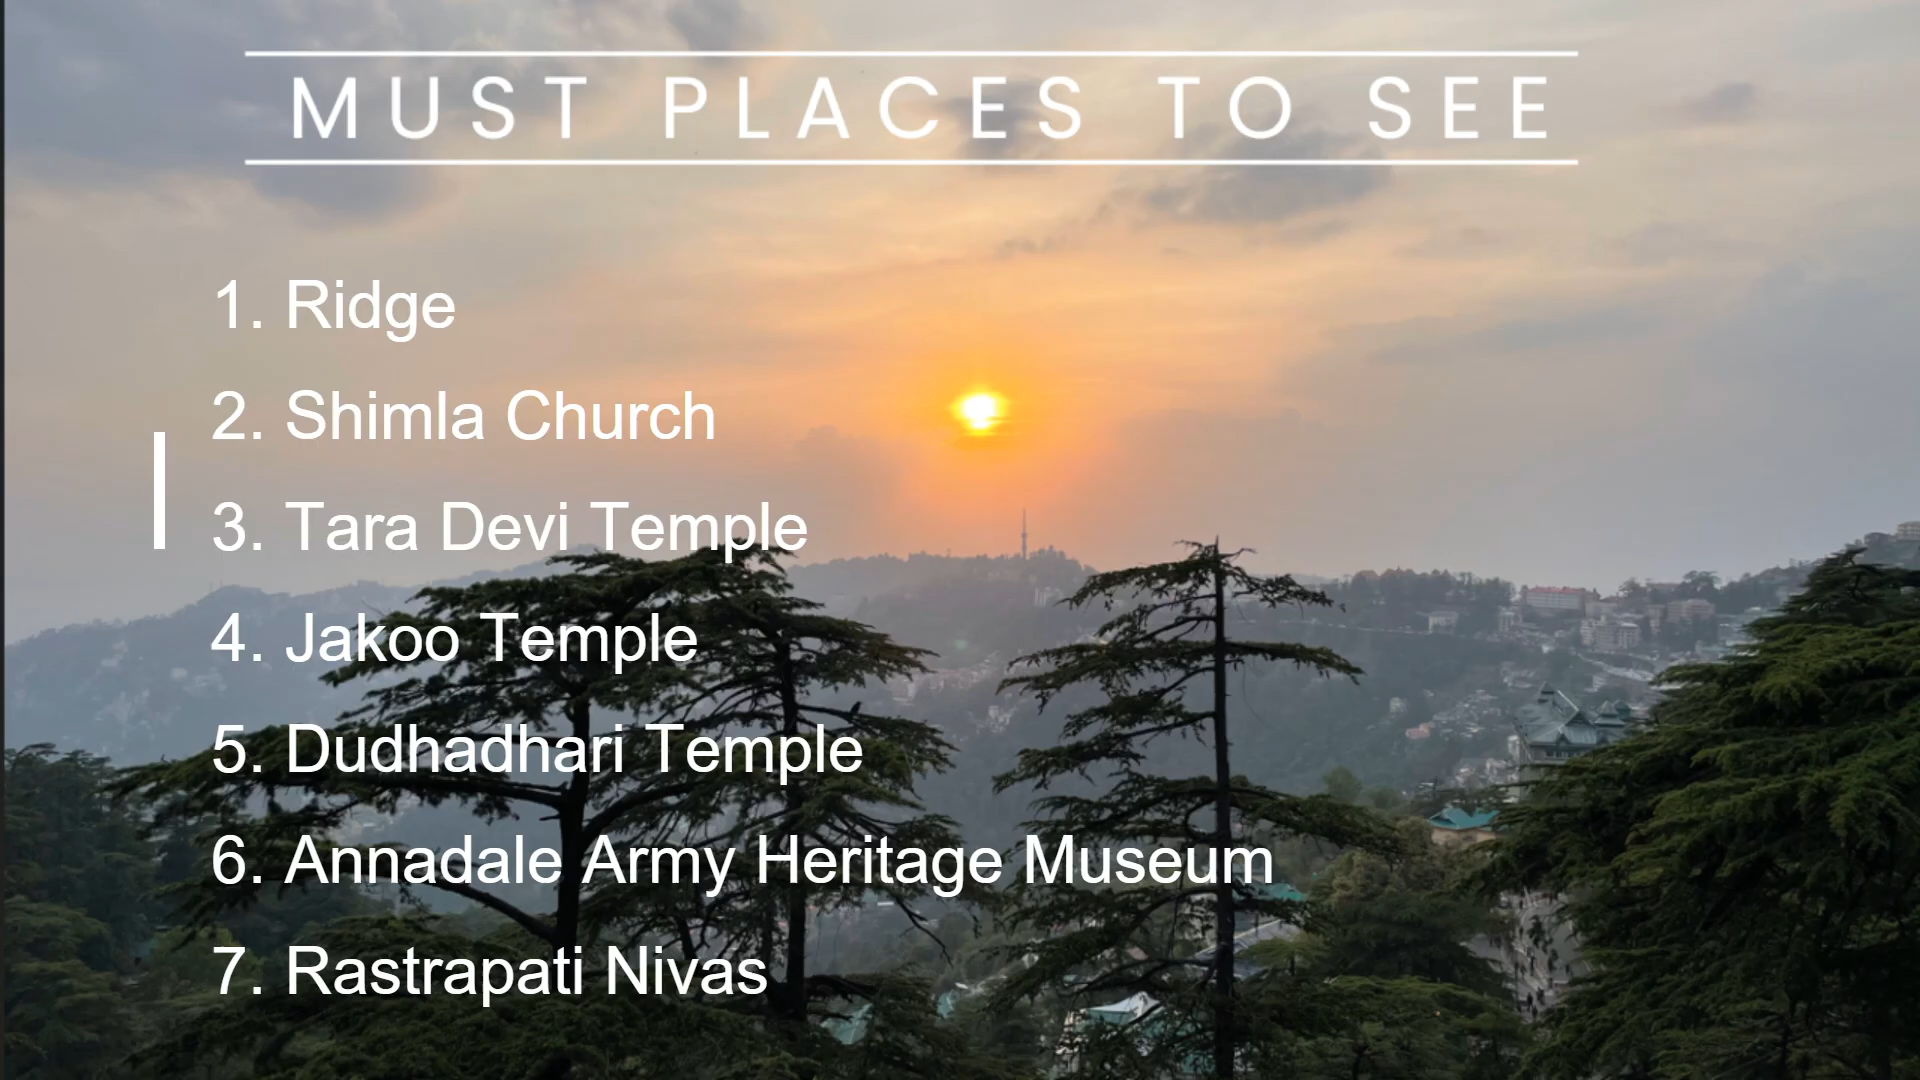 MUST PLACES TO SEE
1. Ridge
2. Shimla Church
3. Tara Devi Temple
4. Jakoo Temple
5. Dudhadhari Temple
6. Annadale Army Heritage Museum
7. Rastrapati Nivas